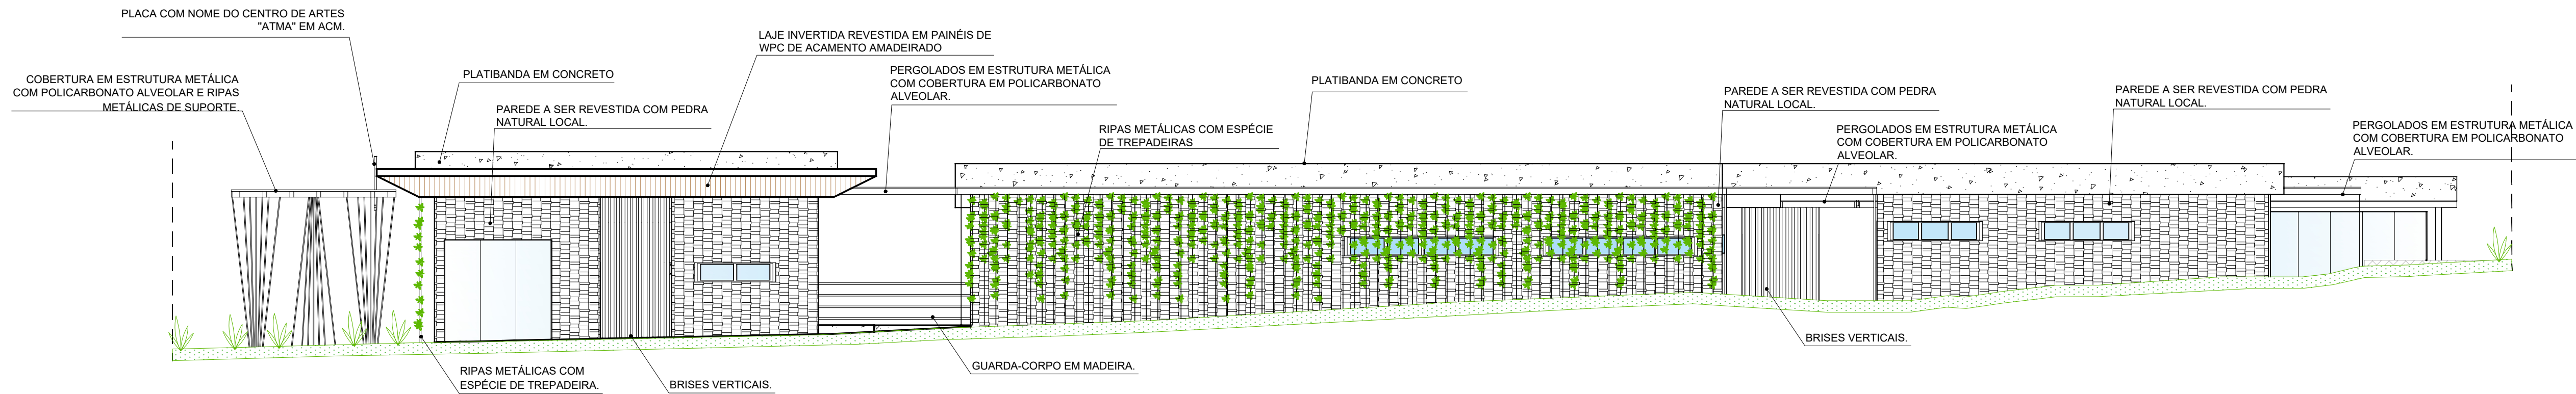 PLACA COM NOME DO CENTRO DE ARTES
"ATMA" EM ACM.
COBERTURA EM ESTRUTURA METÁLICA
COM POLICARBONATO ALVEOLAR E RIPAS
METÁLICAS DE SUPORTE.
PLATIBANDA EM CONCRETO
PAREDE A SER REVESTIDA COM PEDRA
NATURAL LOCAL.
LAJE INVERTIDA REVESTIDA EM PAINÉIS DE
WPC DE ACAMENTO AMADEIRADO
PERGOLADOS EM ESTRUTURA METÁLICA
COM COBERTURA EM POLICARBONATO
ALVEOLAR.
RIPAS METÁLICAS COM ESPÉCIE
DE TREPADEIRAS
PLATIBANDA EM CONCRETO
PAREDE A SER REVESTIDA COM PEDRA
NATURAL LOCAL.
PERGOLADOS EM ESTRUTURA METÁLICA
COM COBERTURA EM POLICARBONATO
ALVEOLAR.
PAREDE A SER REVESTIDA COM PEDRA
NATURAL LOCAL.
PERGOLADOS EM ESTRUTURA METÁLICA
COM COBERTURA EM POLICARBONATO
ALVEOLAR.
RIPAS METÁLICAS COM
ESPÉCIE DE TREPADEIRA.
BRISES VERTICAIS.
GUARDA-CORPO EM MADEIRA.
BRISES VERTICAIS.